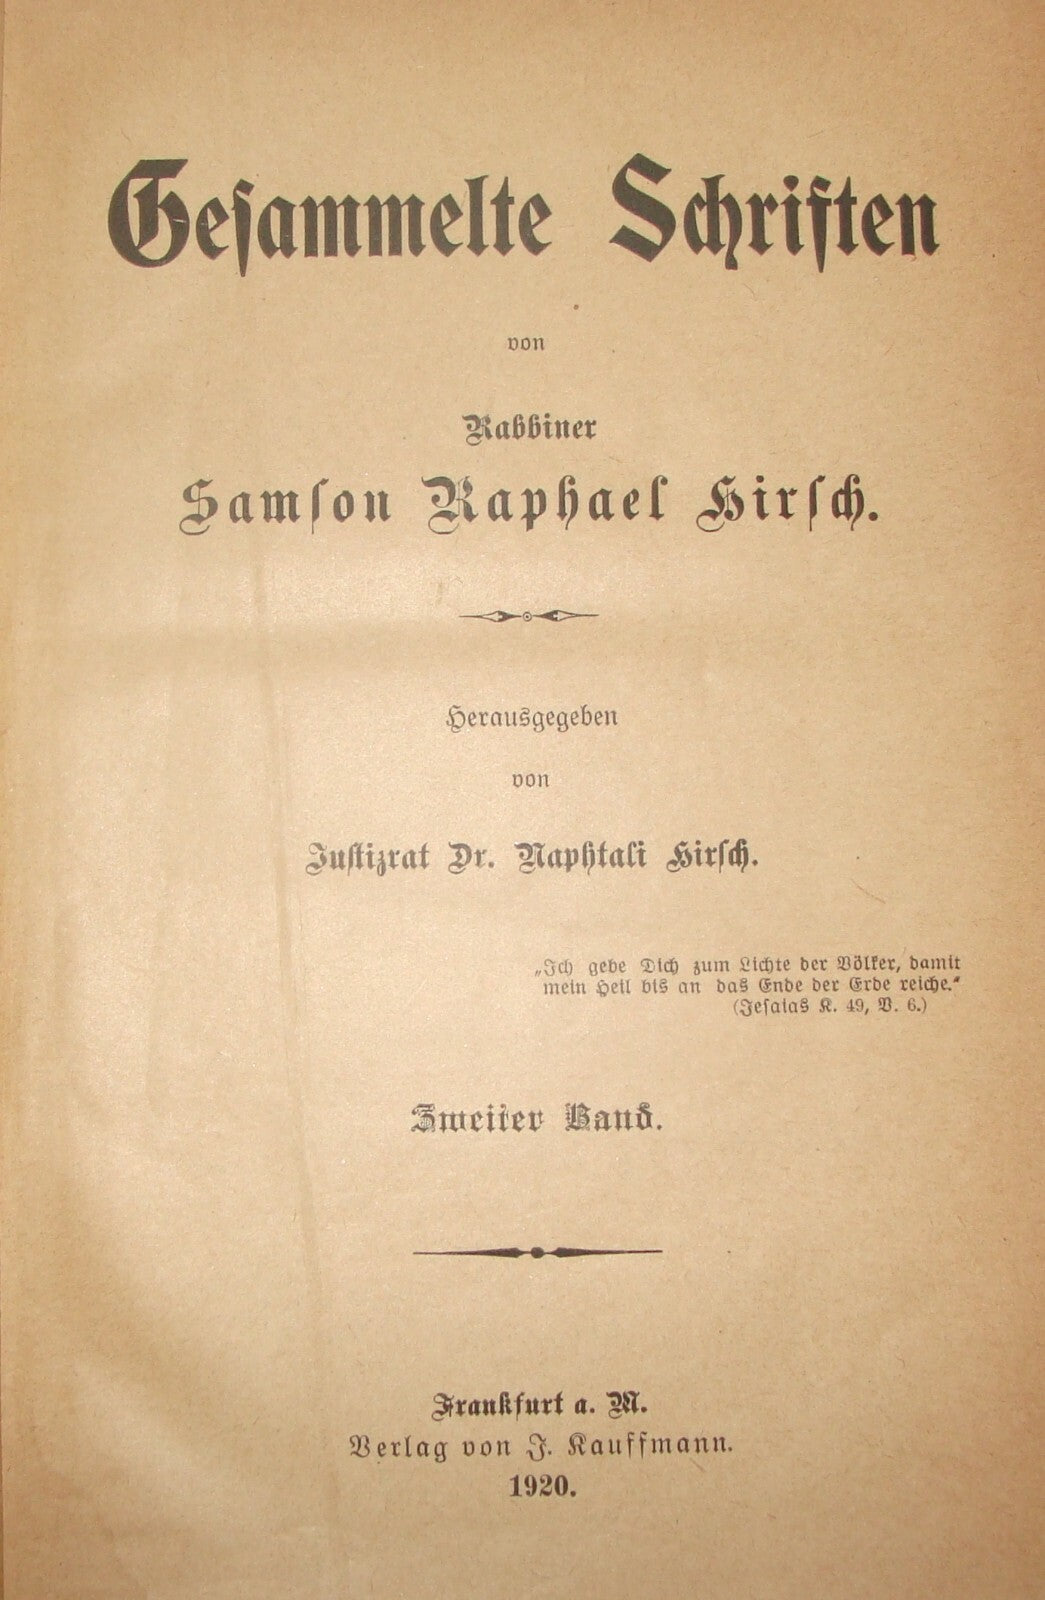 Gesammelte Schriften
von
Rabbiner
Samson Raphael Hirsch.
Herausgegeben
von
Justizrat Dr. Naphtali Hirsch.
„Ich gebe Dich zum Lichte der Völker, damit
mein Heil bis an das Ende der Erde reiche.“
(Jesaias K. 49, V. 6.)
Zweiter Band.
Frankfurt a. M.
Verlag von J. Kauffmann.
1920.